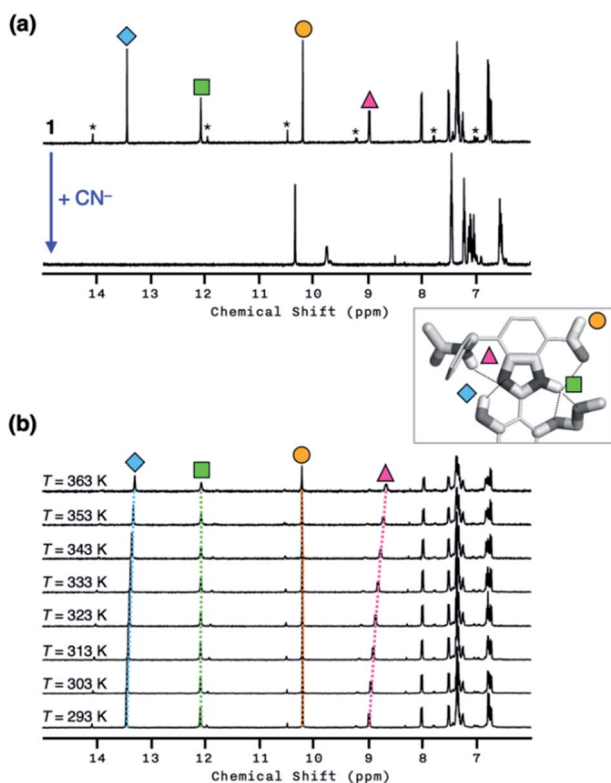 (a)
* * * * * *
1
+ CN⁻
14 13 12 11 10 9 8 7
Chemical Shift (ppm)
(b)
T = 363 K
T = 353 K
T = 343 K
T = 333 K
T = 323 K
T = 313 K
T = 303 K
T = 293 K
14 13 12 11 10 9 8 7
Chemical Shift (ppm)